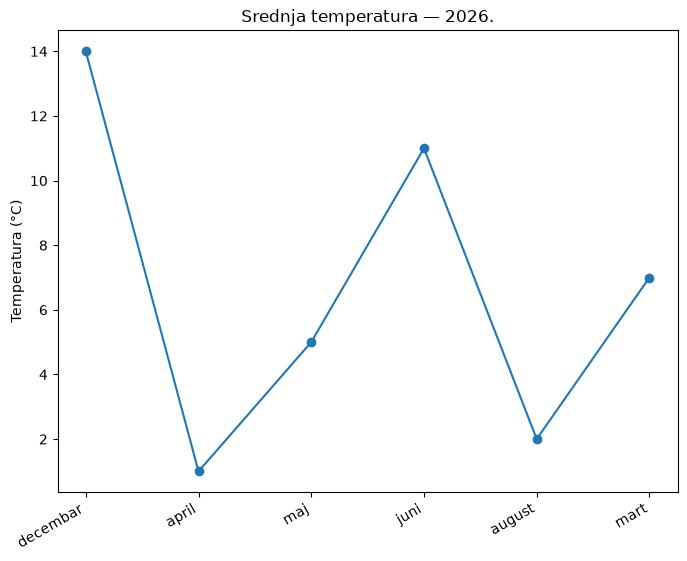 Srednja temperatura — 2026.
Temperatura (°C)
14
12
10
8
6
4
2
decembar
april
maj
juni
august
mart